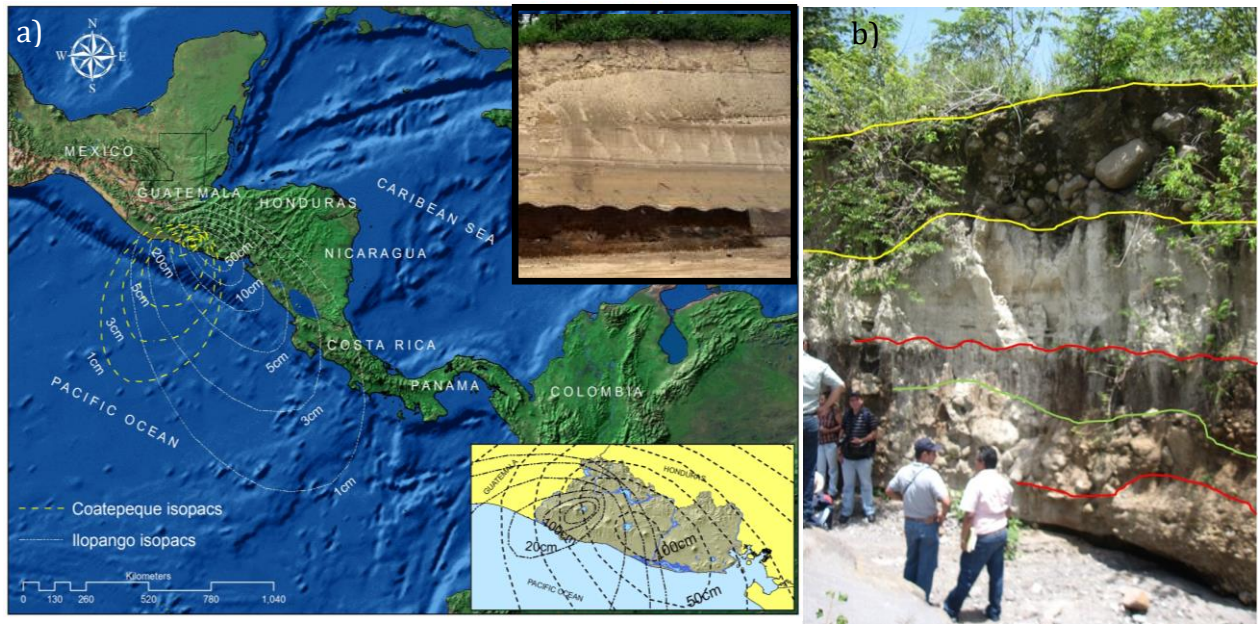 a)
N
W E
S
MEXICO
GUATEMALA
HONDURAS
CARIBEAN SEA
NICARAGUA
50cm
20cm
10cm
5cm
5cm
3cm
3cm
1cm
1cm
COSTA RICA
PANAMA
COLOMBIA
PACIFIC OCEAN
Coatepeque isopacs
Ilopango isopacs
Kilometers
0 130 260 520 780 1,040
GUATEMALA
HONDURAS
20cm
100cm
50cm
PACIFIC OCEAN
b)